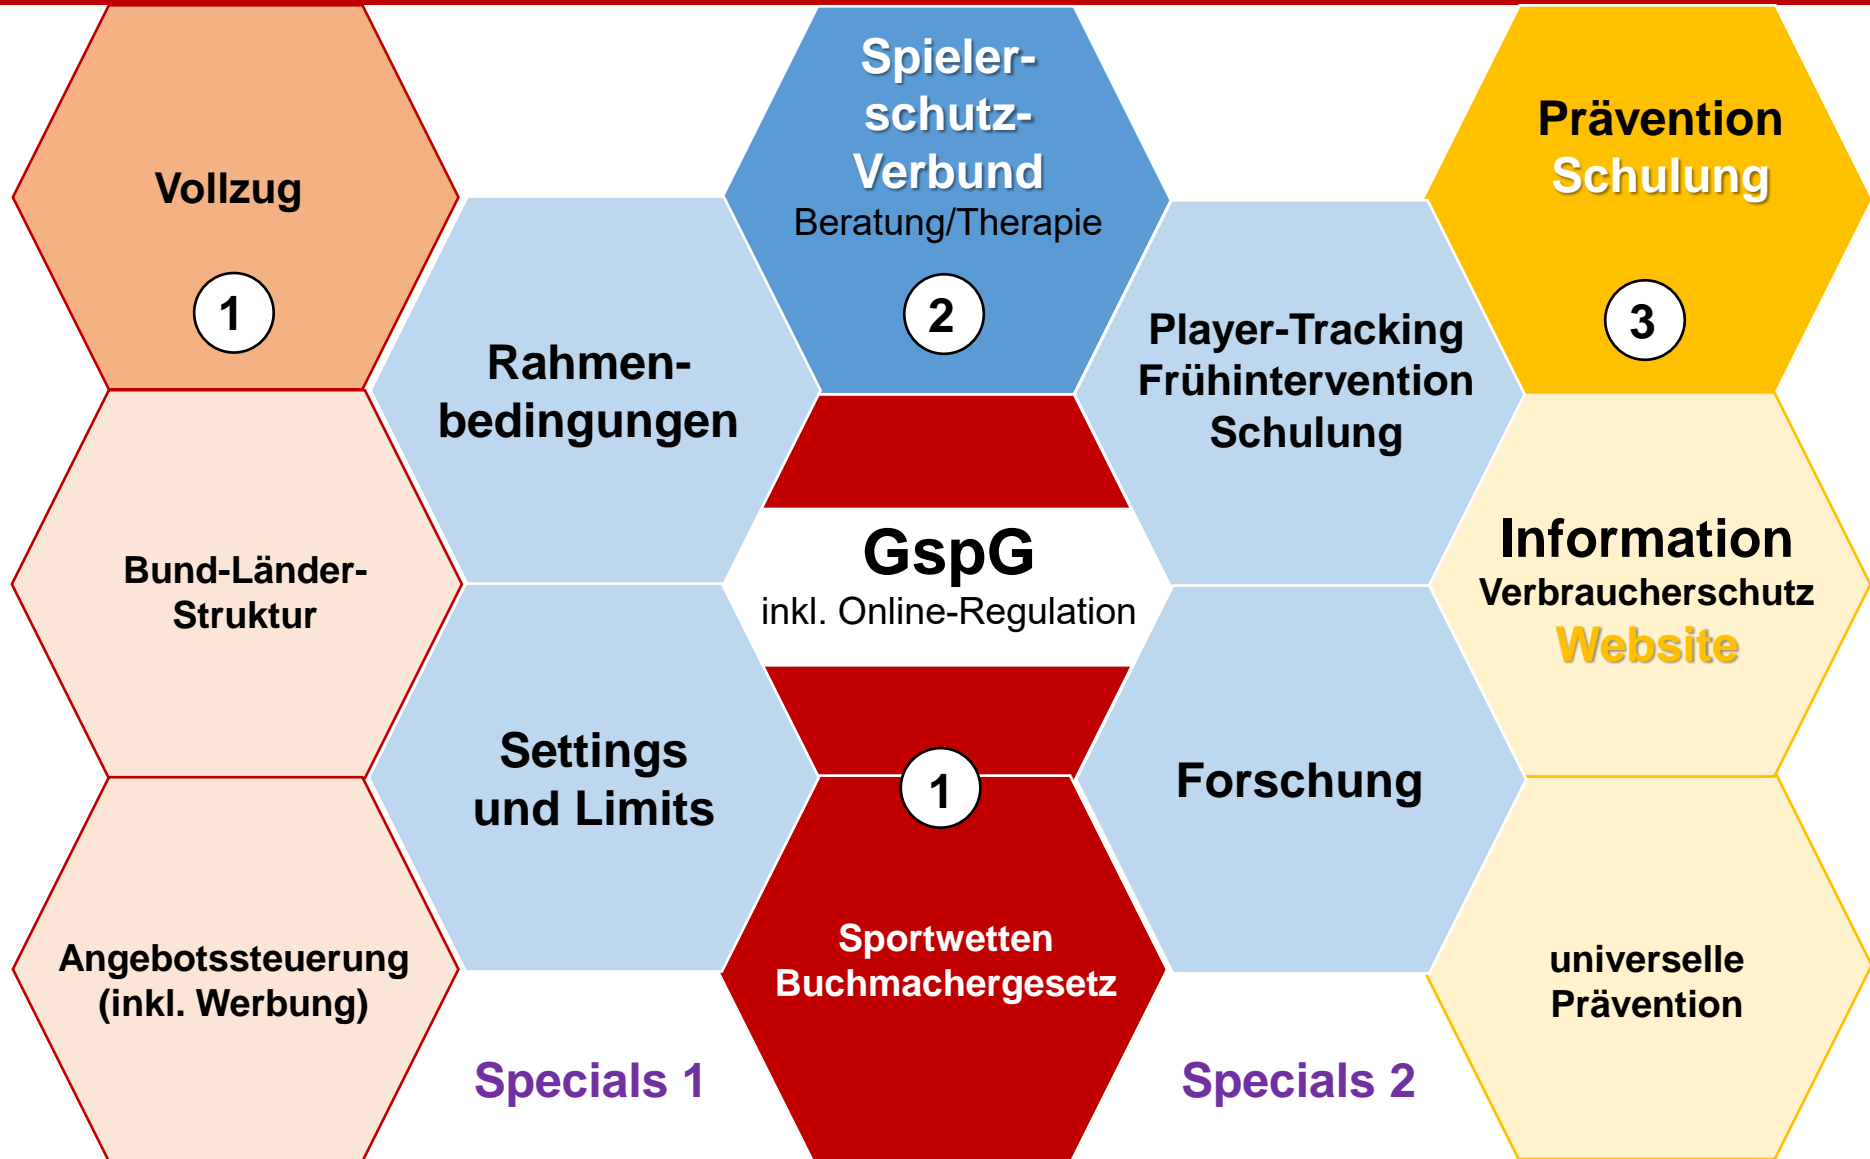 Vollzug
1
Bund-Länder-
Struktur
Angebotssteuerung
(inkl. Werbung)
Rahmen-
bedingungen
Settings
und Limits
Specials 1
Spieler-
schutz-
Verbund
Beratung/Therapie
2
GspG
inkl. Online-Regulation
1
Sportwetten
Buchmachergesetz
Player-Tracking
Frühintervention
Schulung
Forschung
Specials 2
Prävention
Schulung
3
Information
Verbraucherschutz
Website
universelle
Prävention